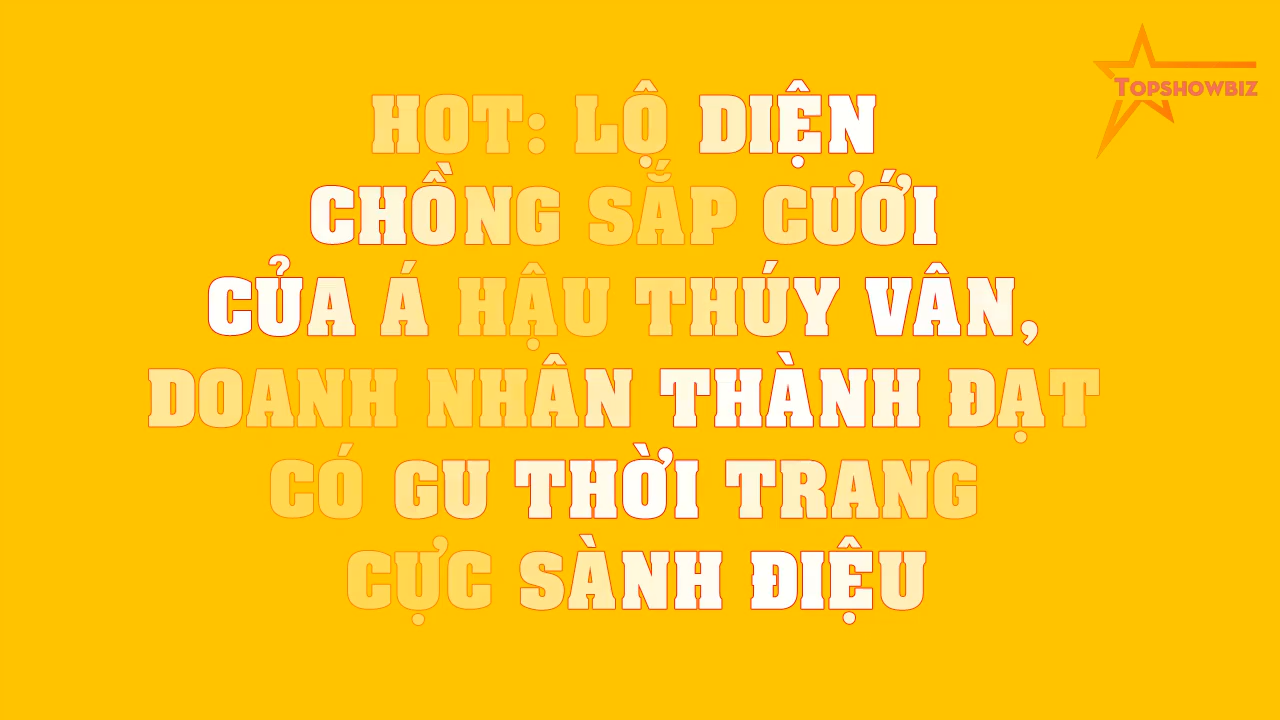 TOPSHOWBIZ
HOT: LỘ DIỆN
CHỒNG SẮP CƯỚI
CỦA Á HẬU THÚY VÂN,
DOANH NHÂN THÀNH ĐẠT
CÓ GU THỜI TRANG
CỰC SÀNH ĐIỆU